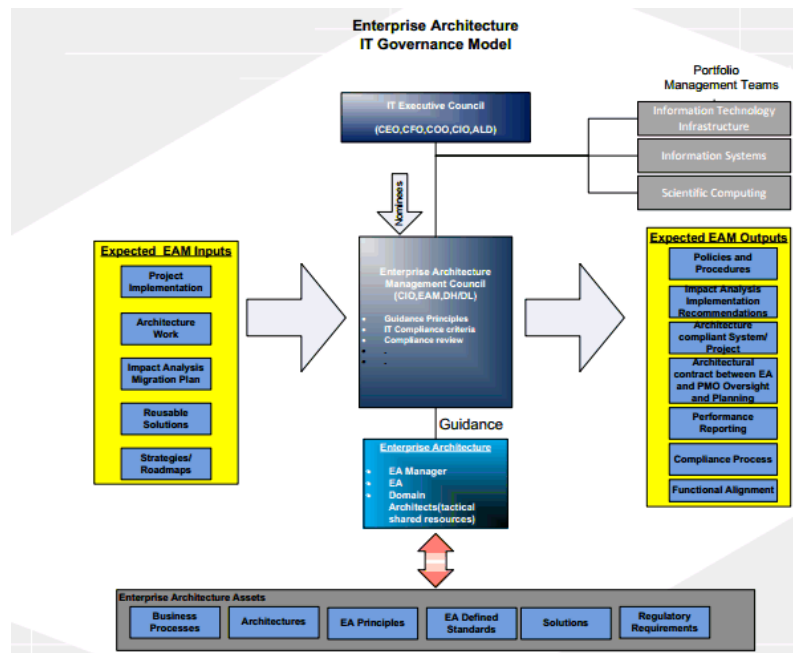 Enterprise Architecture
IT Governance Model
Portfolio
Management Teams
IT Executive Council
(CEO,CFO,COO,CIO,ALD)
Information Technology
Infrastructure
Information Systems
Scientific Computing
Nominees
Expected EAM Inputs
Project
Implementation
Architecture
Work
Impact Analysis
Migration Plan
Reusable
Solutions
Strategies/
Roadmaps
Enterprise Architecture
Management Council
(CIO,EAM,DH/DL)
• Guidance Principles
• IT Compliance criteria
• Compliance review
• .
• .
Expected EAM Outputs
Policies and
Procedures
Impact Analysis
Implementation
Recommendations
Architecture
compliant System/
Project
Architectural
contract between EA
and PMO Oversight
and Planning
Performance
Reporting
Compliance Process
Functional Alignment
Guidance
Enterprise Architecture
• EA Manager
• EA
• Domain
Architects(tactical
shared resources)
Enterprise Architecture Assets
Business
Processes
Architectures
EA Principles
EA Defined
Standards
Solutions
Regulatory
Requirements